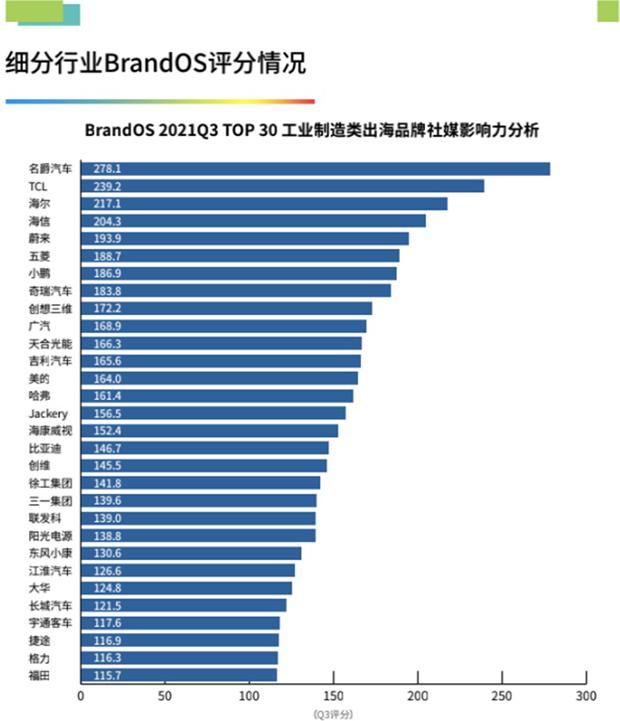 细分行业BrandOS评分情况
BrandOS 2021Q3 TOP 30 工业制造类出海品牌社媒影响力分析
名爵汽车 278.1
TCL 239.2
海尔 217.1
海信 204.3
蔚来 193.9
五菱 188.7
小鹏 186.9
奇瑞汽车 183.8
创想三维 172.2
广汽 168.9
天合光能 166.3
吉利汽车 165.6
美的 164.0
哈弗 161.4
Jackery 156.5
海康威视 152.4
比亚迪 146.7
创维 145.5
徐工集团 141.8
三一集团 139.6
联发科 139.0
阳光电源 138.8
东风小康 130.6
江淮汽车 126.6
大华 124.8
长城汽车 121.5
宇通客车 117.6
捷途 116.9
格力 116.3
福田 115.7
0 50 100 150 200 250 300
(Q3评分)